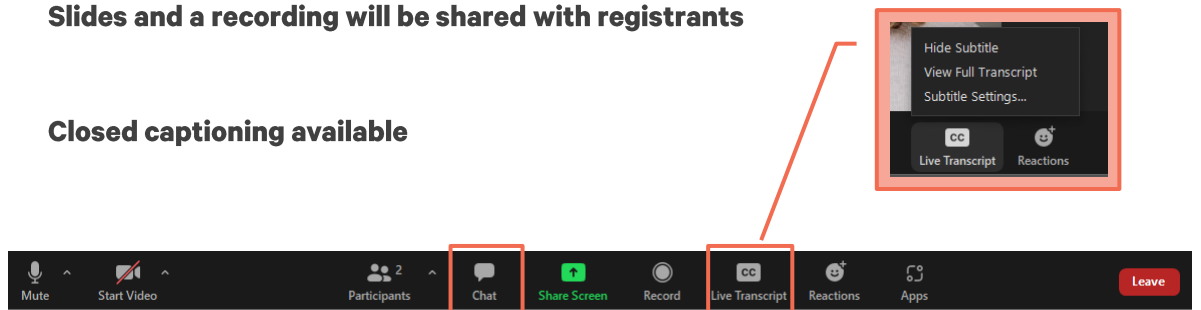 Slides and a recording will be shared with registrants
Hide Subtitle
View Full Transcript
Subtitle Settings...
Closed captioning available
CC
Live Transcript Reactions
2
CC
Mute Start Video Participants Chat Share Screen Record Live Transcript Reactions Apps Leave